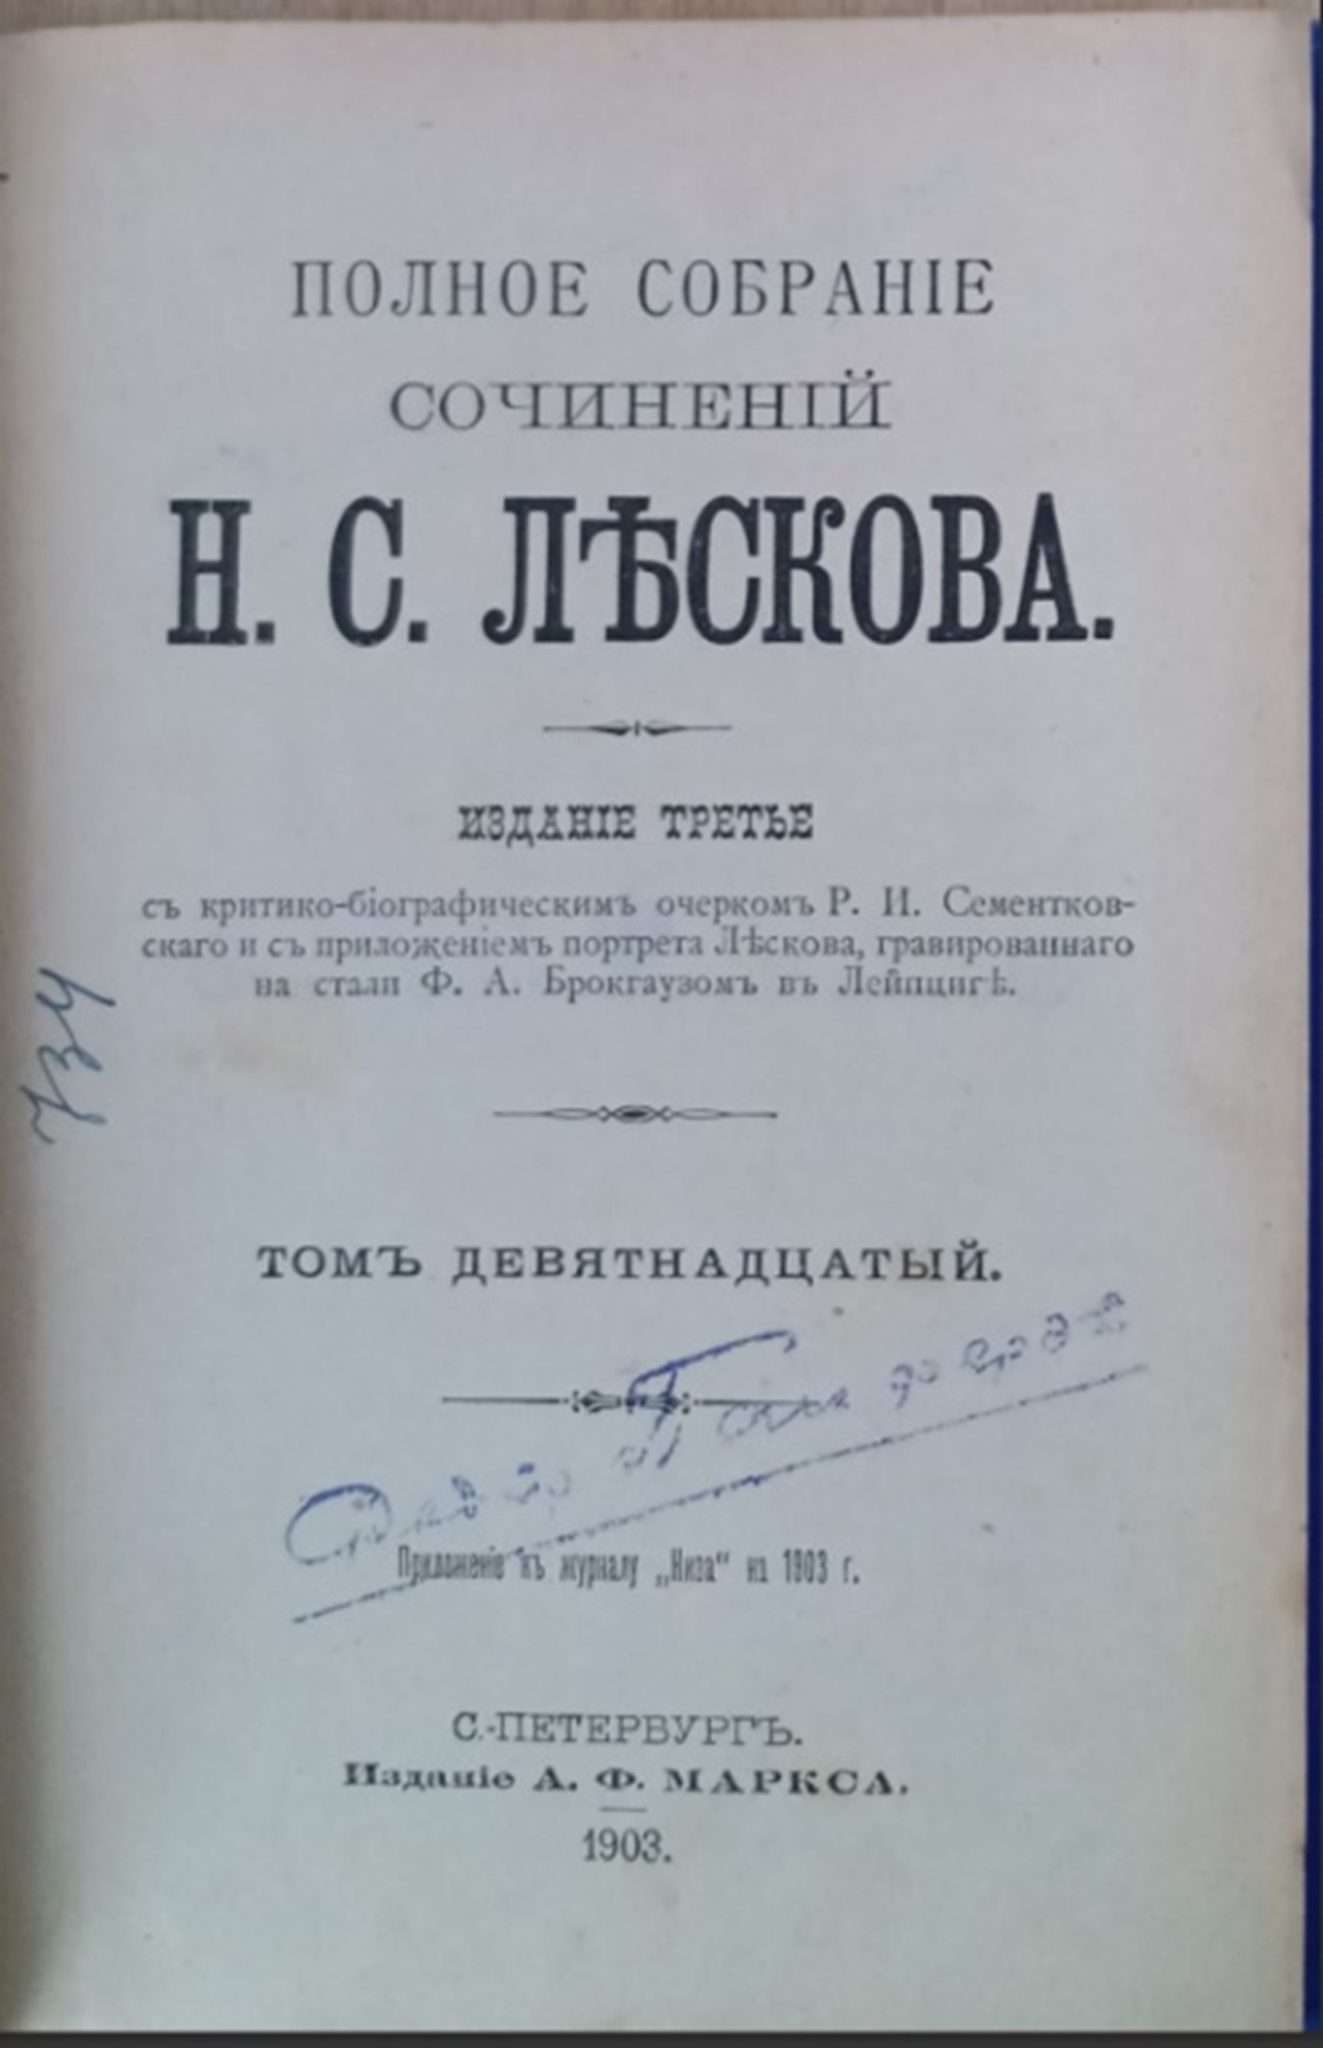 ПОЛНОЕ СОБРАНІЕ
СОЧИНЕНІЙ
Н. С. ЛѢСКОВА.
ИЗДАНІЕ ТРЕТЬЕ
съ критико-біографическимъ очеркомъ Р. И. Сементков-
скаго и съ приложеніемъ портрета Лѣскова, гравированнаго
на стали Ф. А. Брокгаузомъ въ Лейпцигѣ.
734
ТОМЪ ДЕВЯТНАДЦАТЫЙ.
Приложеніе къ журналу „Нива“ на 1903 г.
С.-ПЕТЕРБУРГЪ.
Изданіе А. Ф. МАРКСА.
1903.